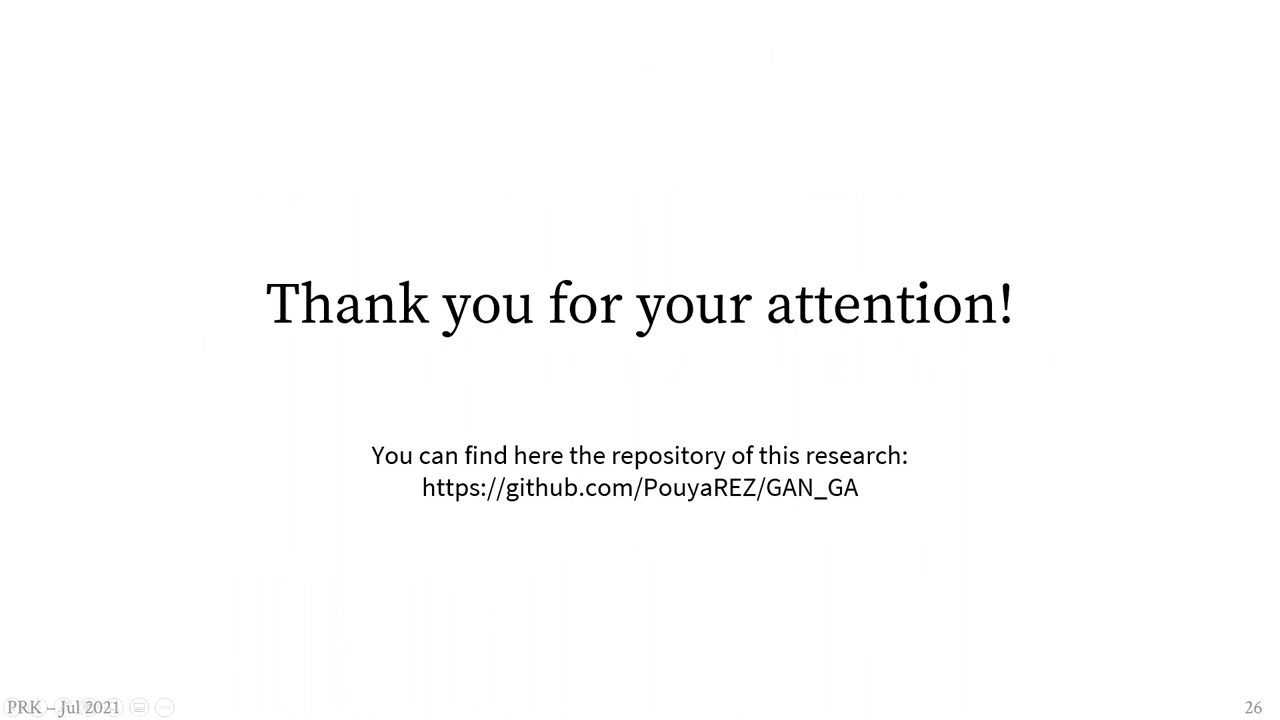 Thank you for your attention!
You can find here the repository of this research:
https://github.com/PouyaREZ/GAN_GA
PRK – Jul 2021
26